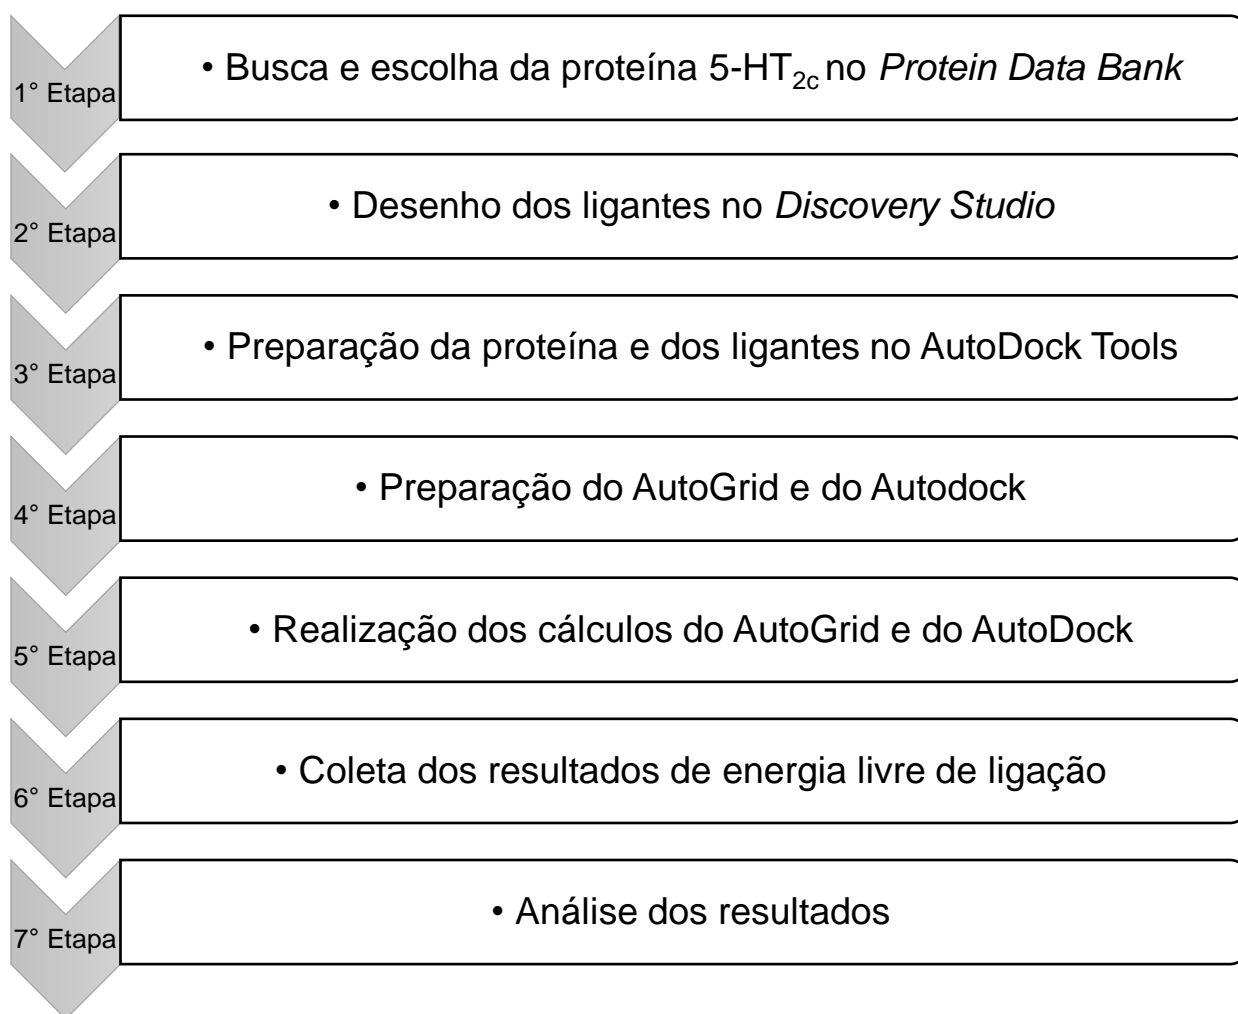 1° Etapa
• Busca e escolha da proteína 5-HT2c no Protein Data Bank
2° Etapa
• Desenho dos ligantes no Discovery Studio
3° Etapa
• Preparação da proteína e dos ligantes no AutoDock Tools
4° Etapa
• Preparação do AutoGrid e do Autodock
5° Etapa
• Realização dos cálculos do AutoGrid e do AutoDock
6° Etapa
• Coleta dos resultados de energia livre de ligação
7° Etapa
• Análise dos resultados